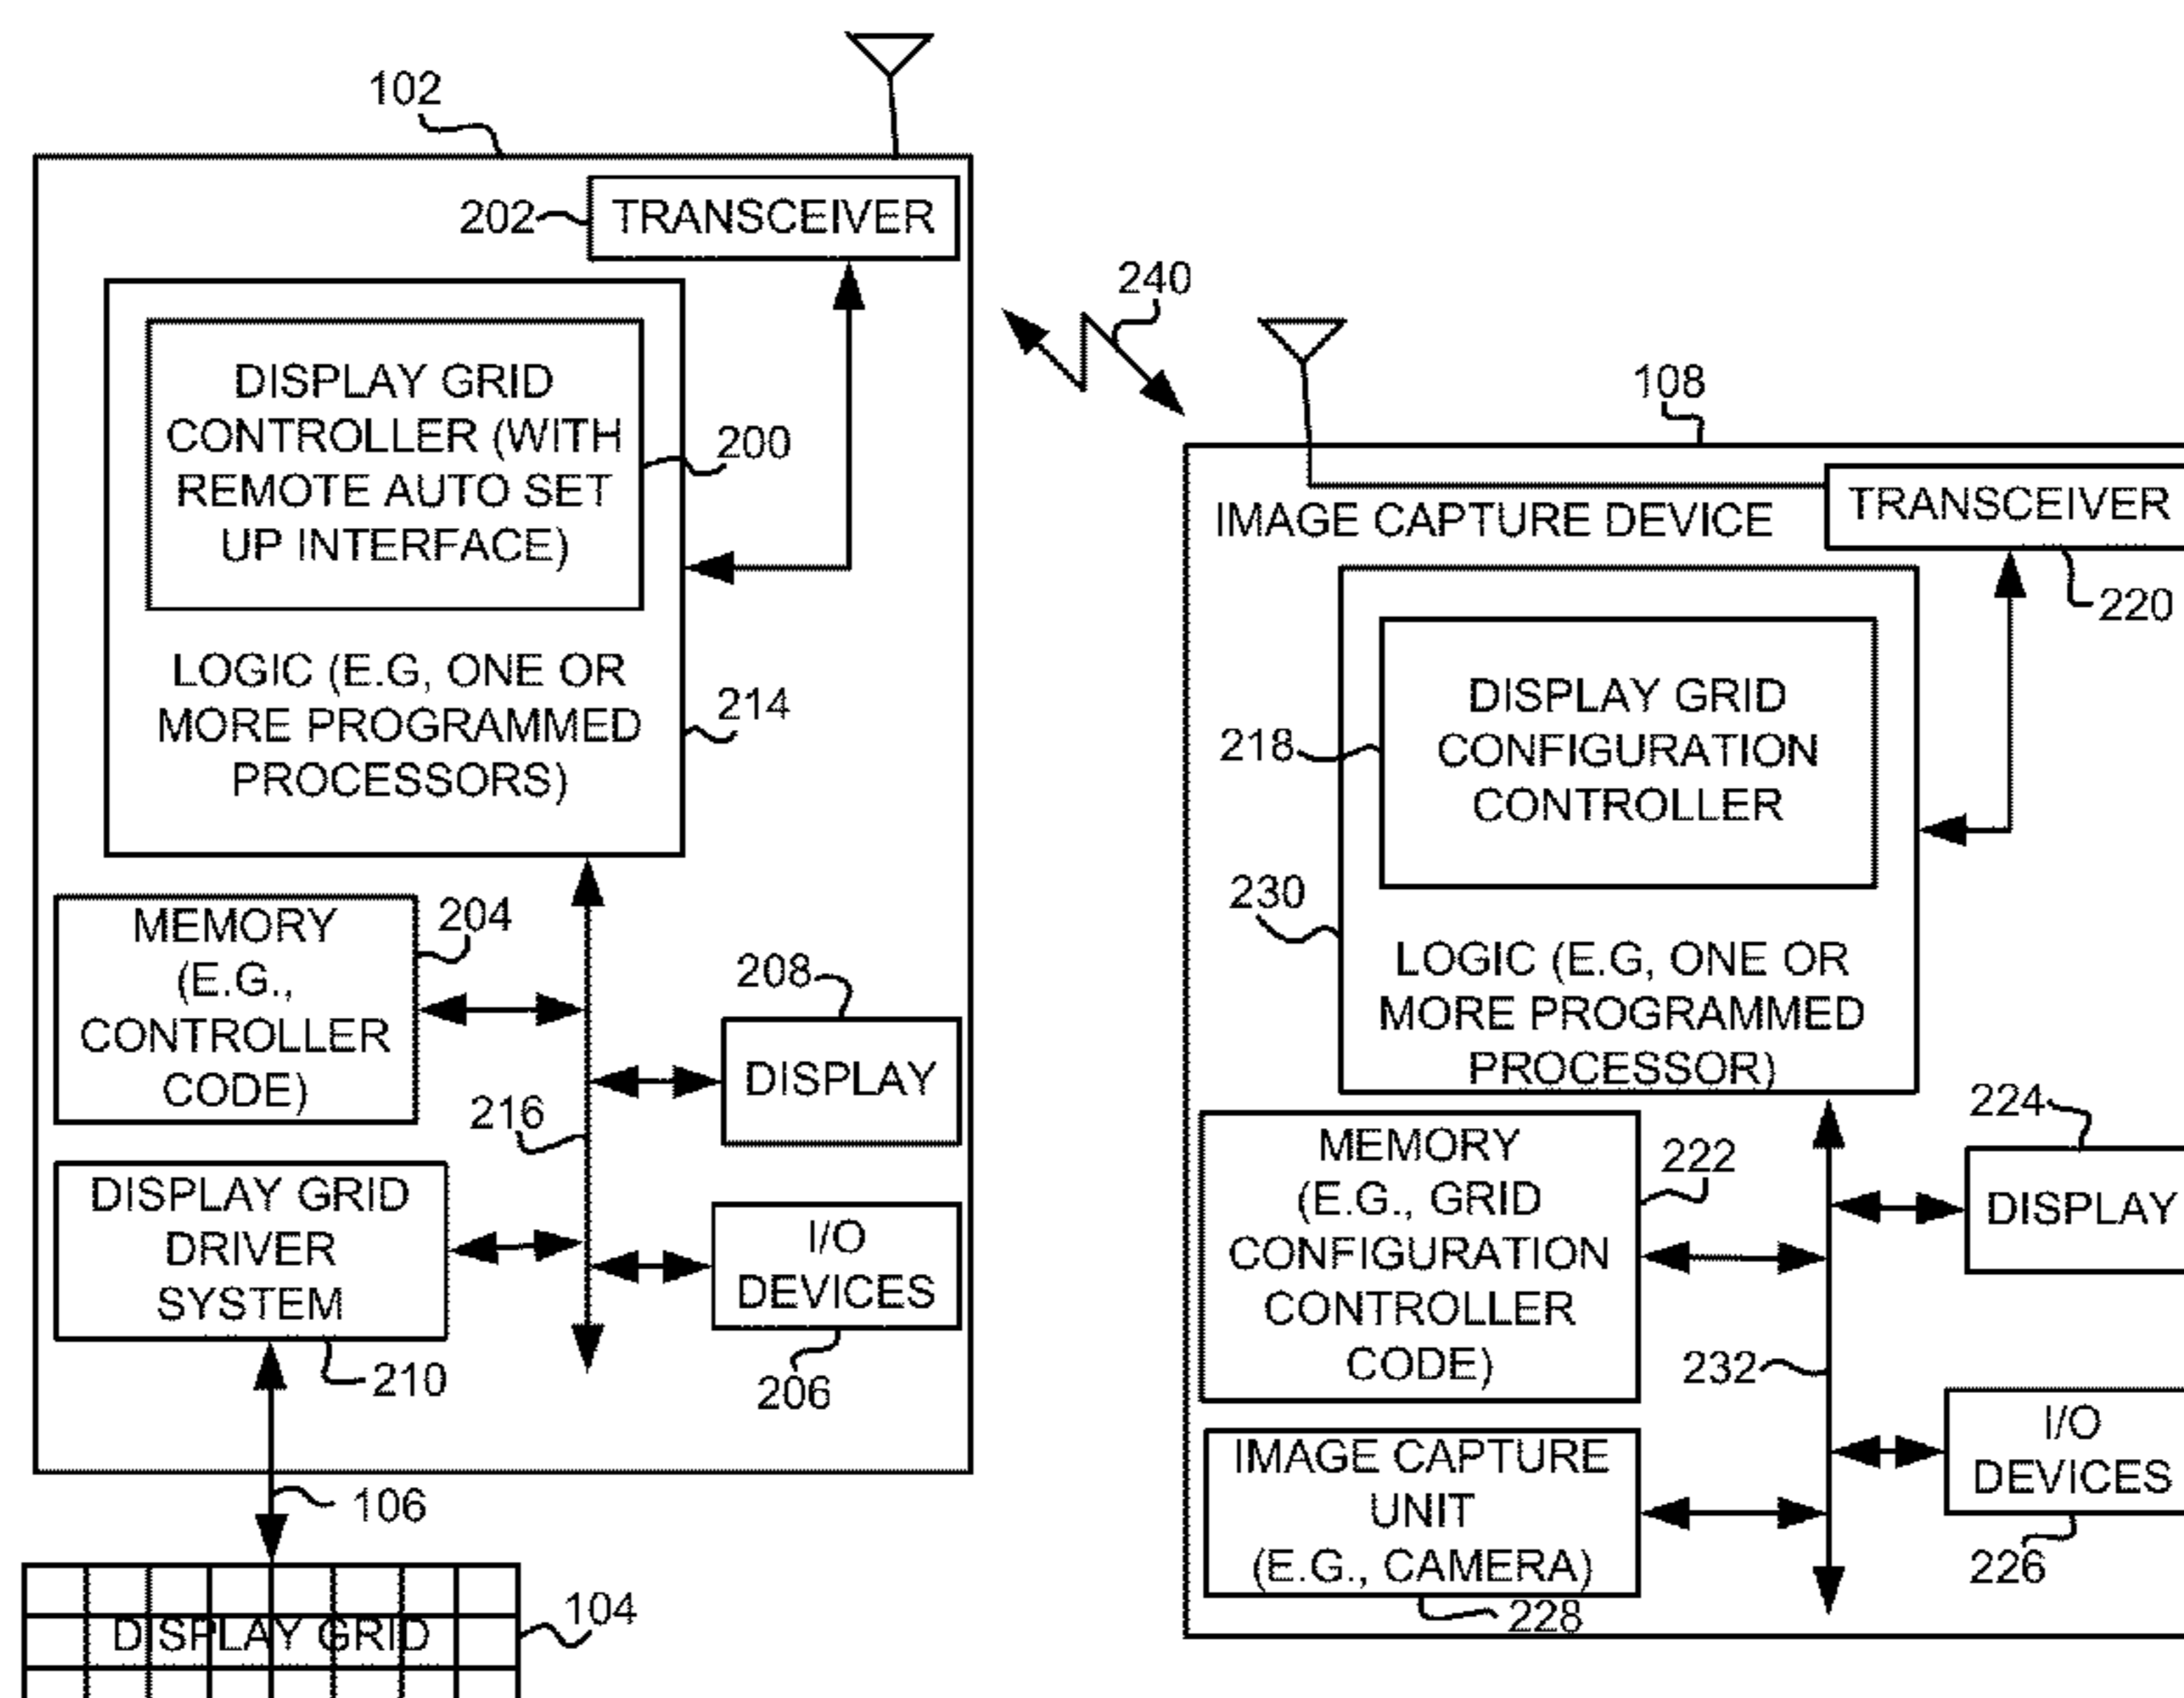 102
202
TRANSCEIVER
240
DISPLAY GRID
CONTROLLER (WITH
REMOTE AUTO SET
UP INTERFACE)
200
LOGIC (E.G, ONE OR
MORE PROGRAMMED
PROCESSORS)
214
MEMORY
(E.G.,
CONTROLLER
CODE)
204
208
DISPLAY
216
DISPLAY GRID
DRIVER
SYSTEM
210
I/O
DEVICES
206
106
DISPLAY GRID
104
108
IMAGE CAPTURE DEVICE
TRANSCEIVER
220
218
DISPLAY GRID
CONFIGURATION
CONTROLLER
230
LOGIC (E.G, ONE OR
MORE PROGRAMMED
PROCESSOR)
MEMORY
(E.G., GRID
CONFIGURATION
CONTROLLER
CODE)
222
224
DISPLAY
232
I/O
DEVICES
226
IMAGE CAPTURE
UNIT
(E.G., CAMERA)
228